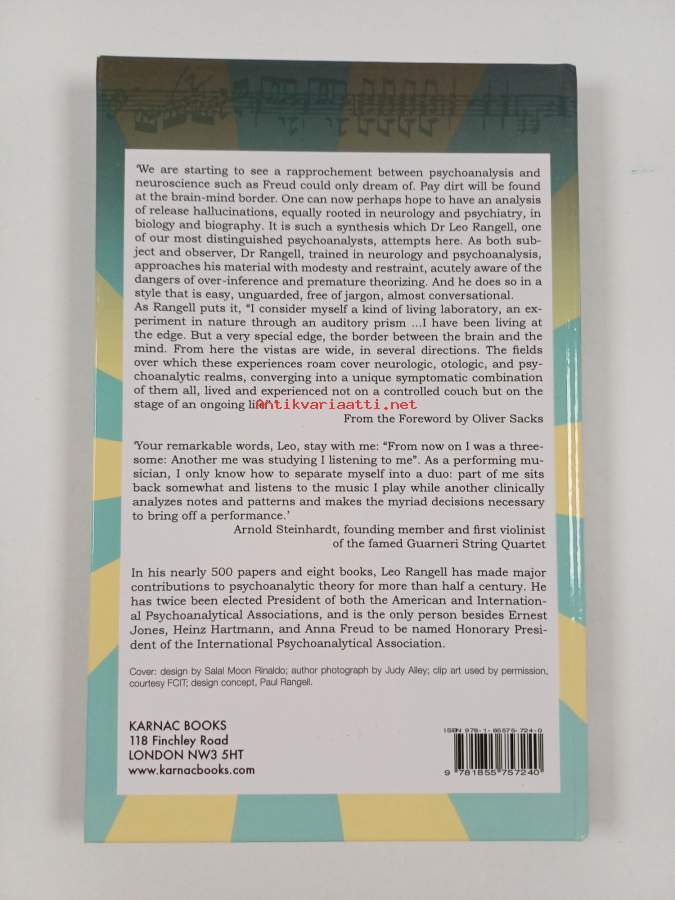 ‘We are starting to see a rapprochement between psychoanalysis and
neuroscience such as Freud could only dream of. Pay dirt will be found
at the brain-mind border. One can now perhaps hope to have an analysis
of release hallucinations, equally rooted in neurology and psychiatry, in
biology and biography. It is such a synthesis which Dr Leo Rangell, one
of our most distinguished psychoanalysts, attempts here. As both sub-
ject and observer, Dr Rangell, trained in neurology and psychoanalysis,
approaches his material with modesty and restraint, acutely aware of the
dangers of over-inference and premature theorizing. And he does so in a
style that is easy, unguarded, free of jargon, almost conversational.
As Rangell puts it, “I consider myself a kind of living laboratory, an ex-
periment in nature through an auditory prism ...I have been living at
the edge. But a very special edge, the border between the brain and the
mind. From here the vistas are wide, in several directions. The fields
over which these experiences roam cover neurologic, otologic, and psy-
choanalytic realms, converging into a unique symptomatic combination
of them all, lived and experienced not on a controlled couch but on the
stage of an ongoing
antikvariaatti.net
From the Foreword by Oliver Sacks
‘Your remarkable words, Leo, stay with me: “From now on I was a three-
some: Another me was studying I listening to me”. As a performing mu-
sician, I only know how to separate myself into a duo: part of me sits
back somewhat and listens to the music I play while another clinically
analyzes notes and patterns and makes the myriad decisions necessary
to bring off a performance.’
Arnold Steinhardt, founding member and first violinist
of the famed Guarneri String Quartet
In his nearly 500 papers and eight books, Leo Rangell has made major
contributions to psychoanalytic theory for more than half a century. He
has twice been elected President of both the American and Internation-
al Psychoanalytical Associations, and is the only person besides Ernest
Jones, Heinz Hartmann, and Anna Freud to be named Honorary Presi-
dent of the International Psychoanalytical Association.
Cover: design by Salal Moon Rinaldo; author photograph by Judy Alley; clip art used by permission,
courtesy FCIT; design concept, Paul Rangell.
KARNAC BOOKS
118 Finchley Road
LONDON NW3 5HT
www.karnacbooks.com
ISBN 978-1-85575-724-0
9 781855 757240